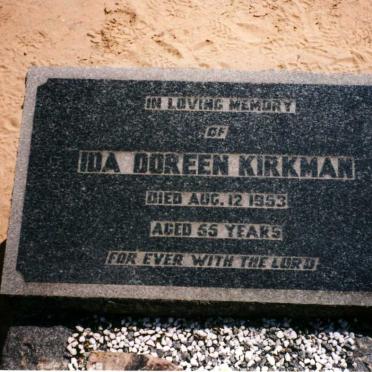 IN LOVING MEMORY
OF
IDA DOREEN KIRKMAN
DIED AUG. 12 1953
AGED 55 YEARS
FOR EVER WITH THE LORD